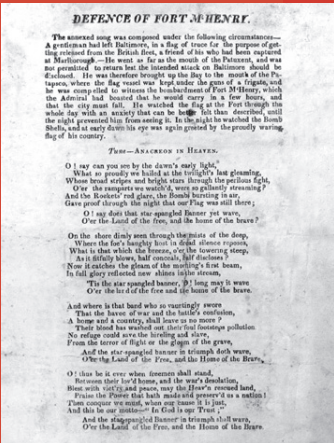 DEFENCE OF FORT M'HENRY.
The annexed song was composed under the following circumstances—
A gentleman had left Baltimore, in a flag of truce for the purpose of get-
ting released from the British fleet, a friend of his who had been captured
at Marlborough.—He went as far as the mouth of the Patuxent, and was
not permitted to return lest the intended attack on Baltimore should be
disclosed. He was therefore brought up the Bay to the mouth of the Pa-
tapsco, where the flag vessel was kept under the guns of a frigate, and
he was compelled to witness the bombardment of Fort M'Henry, which
the Admiral had boasted that he would carry in a few hours, and
that the city must fall. He watched the flag at the Fort through the
whole day with an anxiety that can be better felt than described, until
the night prevented him from seeing it. In the night he watched the Bomb
Shells, and at early dawn his eye was again greeted by the proudly waving
flag of his country.
Tune—ANACREON IN HEAVEN.
O! say can you see by the dawn's early light,
What so proudly we hailed at the twilight's last gleaming,
Whose broad stripes and bright stars through the perilous fight,
O'er the ramparts we watch'd, were so gallantly streaming?
And the Rockets' red glare, the Bombs bursting in air,
Gave proof through the night that our Flag was still there;
O! say does that star-spangled Banner yet wave,
O'er the Land of the free, and the home of the brave?
On the shore dimly seen through the mists of the deep,
Where the foe's haughty host in dread silence reposes,
What is that which the breeze, o'er the towering steep,
As it fitfully blows, half conceals, half discloses?
Now it catches the gleam of the morning's first beam,
In full glory reflected new shines in the stream,
'Tis the star spangled banner, O! long may it wave
O'er the land of the free and the home of the brave.
And where is that band who so vauntingly swore
That the havoc of war and the battle's confusion,
A home and a country, shall leave us no more?
Their blood has washed out their foul footsteps pollution
No refuge could save the hireling and slave,
From the terror of flight or the gloom of the grave,
And the star-spangled banner in triumph doth wave,
O'er the Land of the Free, and the Home of the Brave.
O! thus be it ever when freemen shall stand,
Between their lov'd home, and the war's desolation,
Blest with vict'ry and peace, may the Heav'n rescued land,
Praise the Power that hath made and preserv'd us a nation!
Then conquer we must, when our cause it is just,
And this be our motto—"In God is our Trust;"
And the star-spangled Banner in triumph shall wave,
O'er the Land of the Free, and the Home of the Brave.